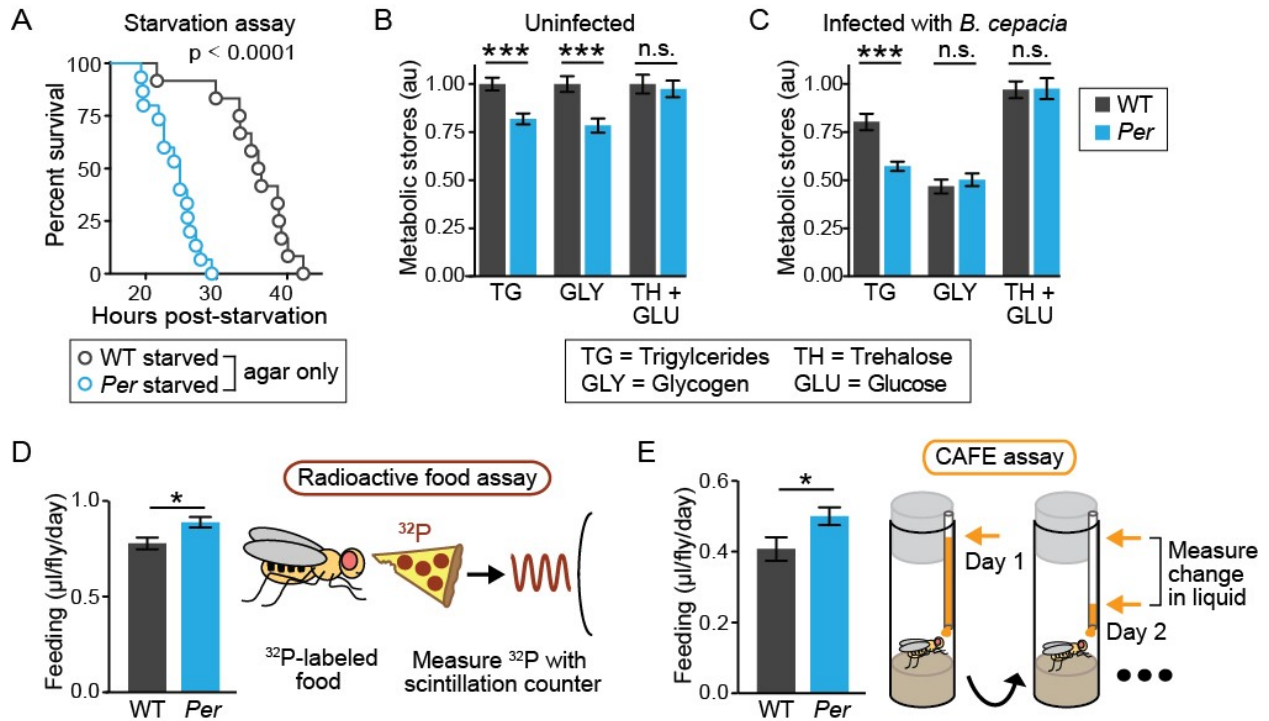 A
Starvation assay
p < 0.0001
Percent survival
100
75
50
25
0
20
30
40
Hours post-starvation
WT starved
Per starved
agar only
B
Uninfected
***
***
n.s.
Metabolic stores (au)
1.00
0.75
0.50
0.25
0.00
TG
GLY
TH +
GLU
C
Infected with B. cepacia
***
n.s.
n.s.
Metabolic stores (au)
1.00
0.75
0.50
0.25
0.00
TG
GLY
TH +
GLU
WT
Per
TG = Trigylcerides TH = Trehalose
GLY = Glycogen GLU = Glucose
D
Feeding (µl/fly/day)
1.0
0.5
0.0
*
WT Per
Radioactive food assay
32P
32P-labeled
food
Measure 32P with
scintillation counter
E
Feeding (µl/fly/day)
0.6
0.4
0.2
0.0
*
WT Per
CAFE assay
Day 1
Day 2
Measure
change
in liquid